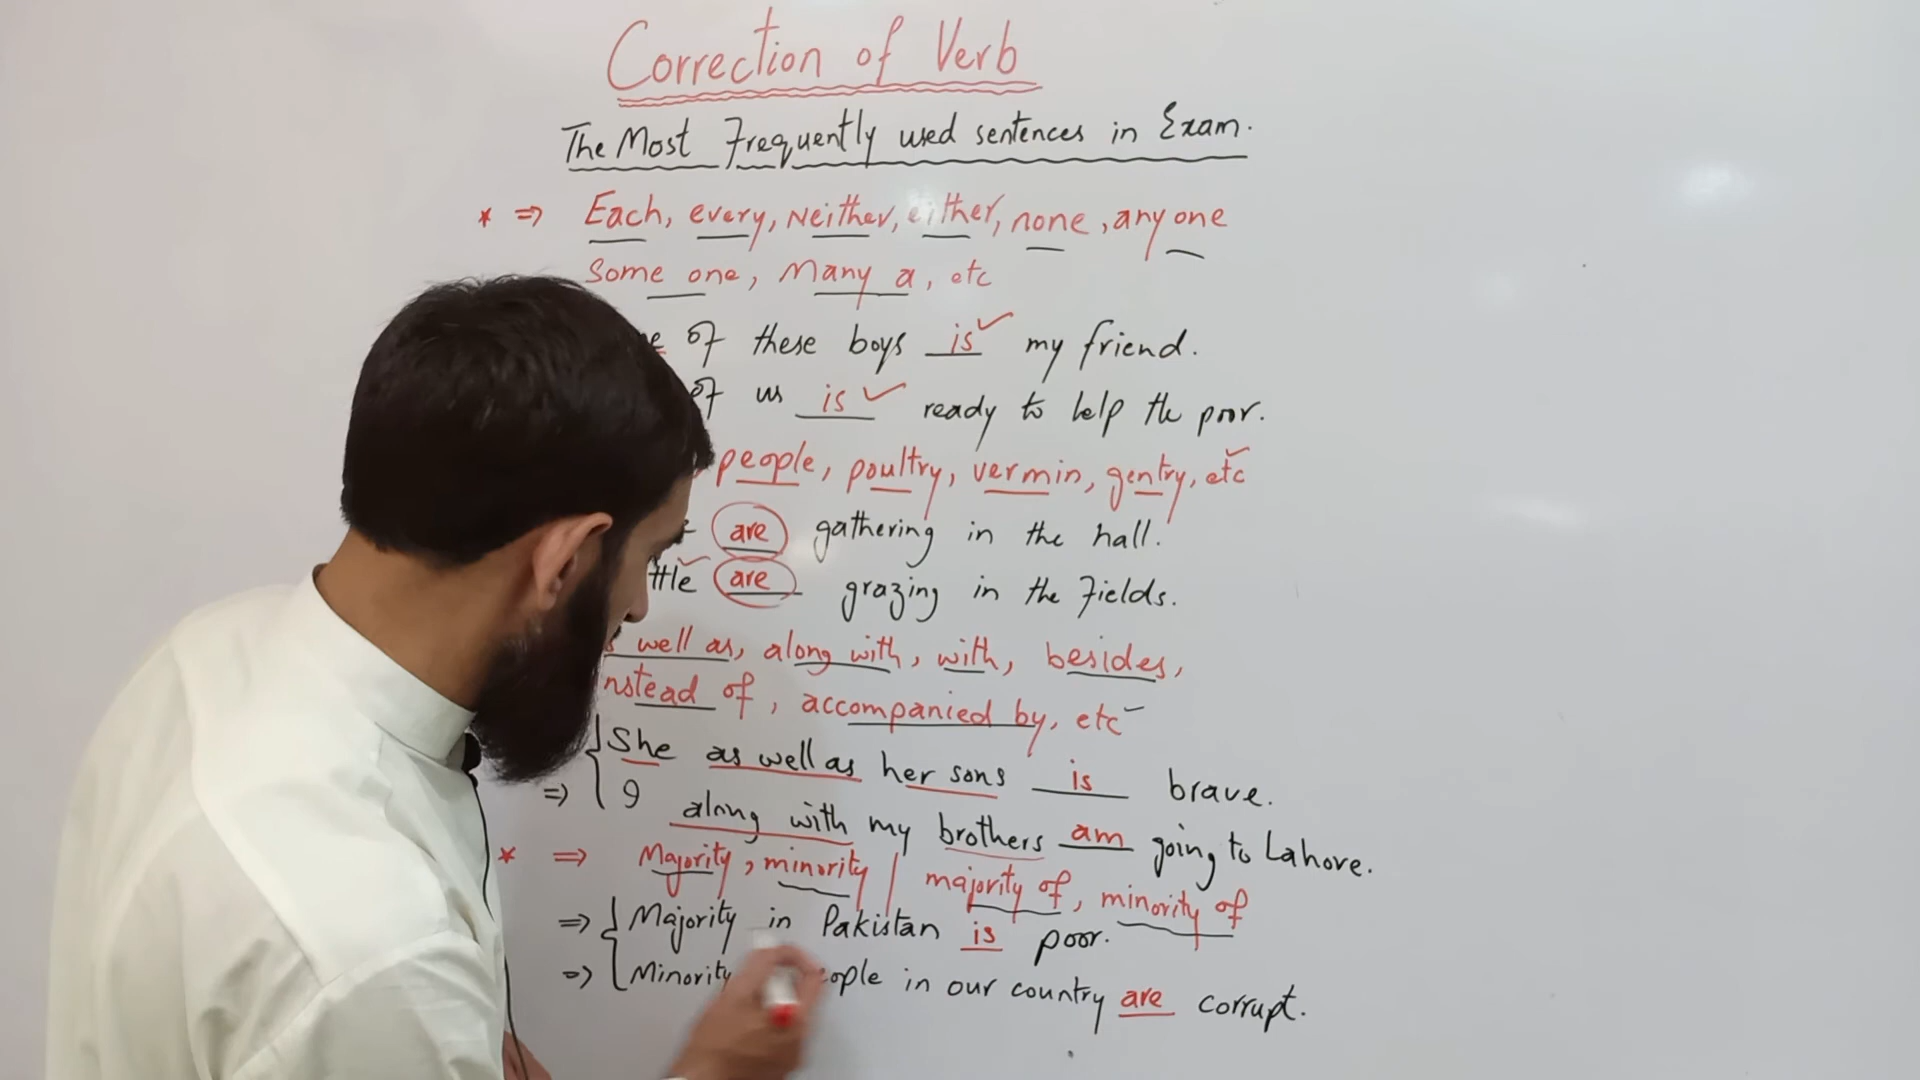 Correction of Verb
The Most Frequently used sentences in Exam.
* ⇒ Each, every, Neither, either, none, any one
Some one, Many a, etc
of these boys is ✓ my friend.
of us is ✓ ready to help the poor.
people, poultry, vermin, gentry, etc
are gathering in the hall.
are grazing in the Fields.
well as, along with, with, besides,
of, accompanied by, etc
She as well as her sons is brave.
⇒ I along with my brothers am going to Lahore.
* ⇒ Majority, minority / majority of, minority of
⇒ Majority in Pakistan is poor.
⇒ Minority in our country are corrupt.